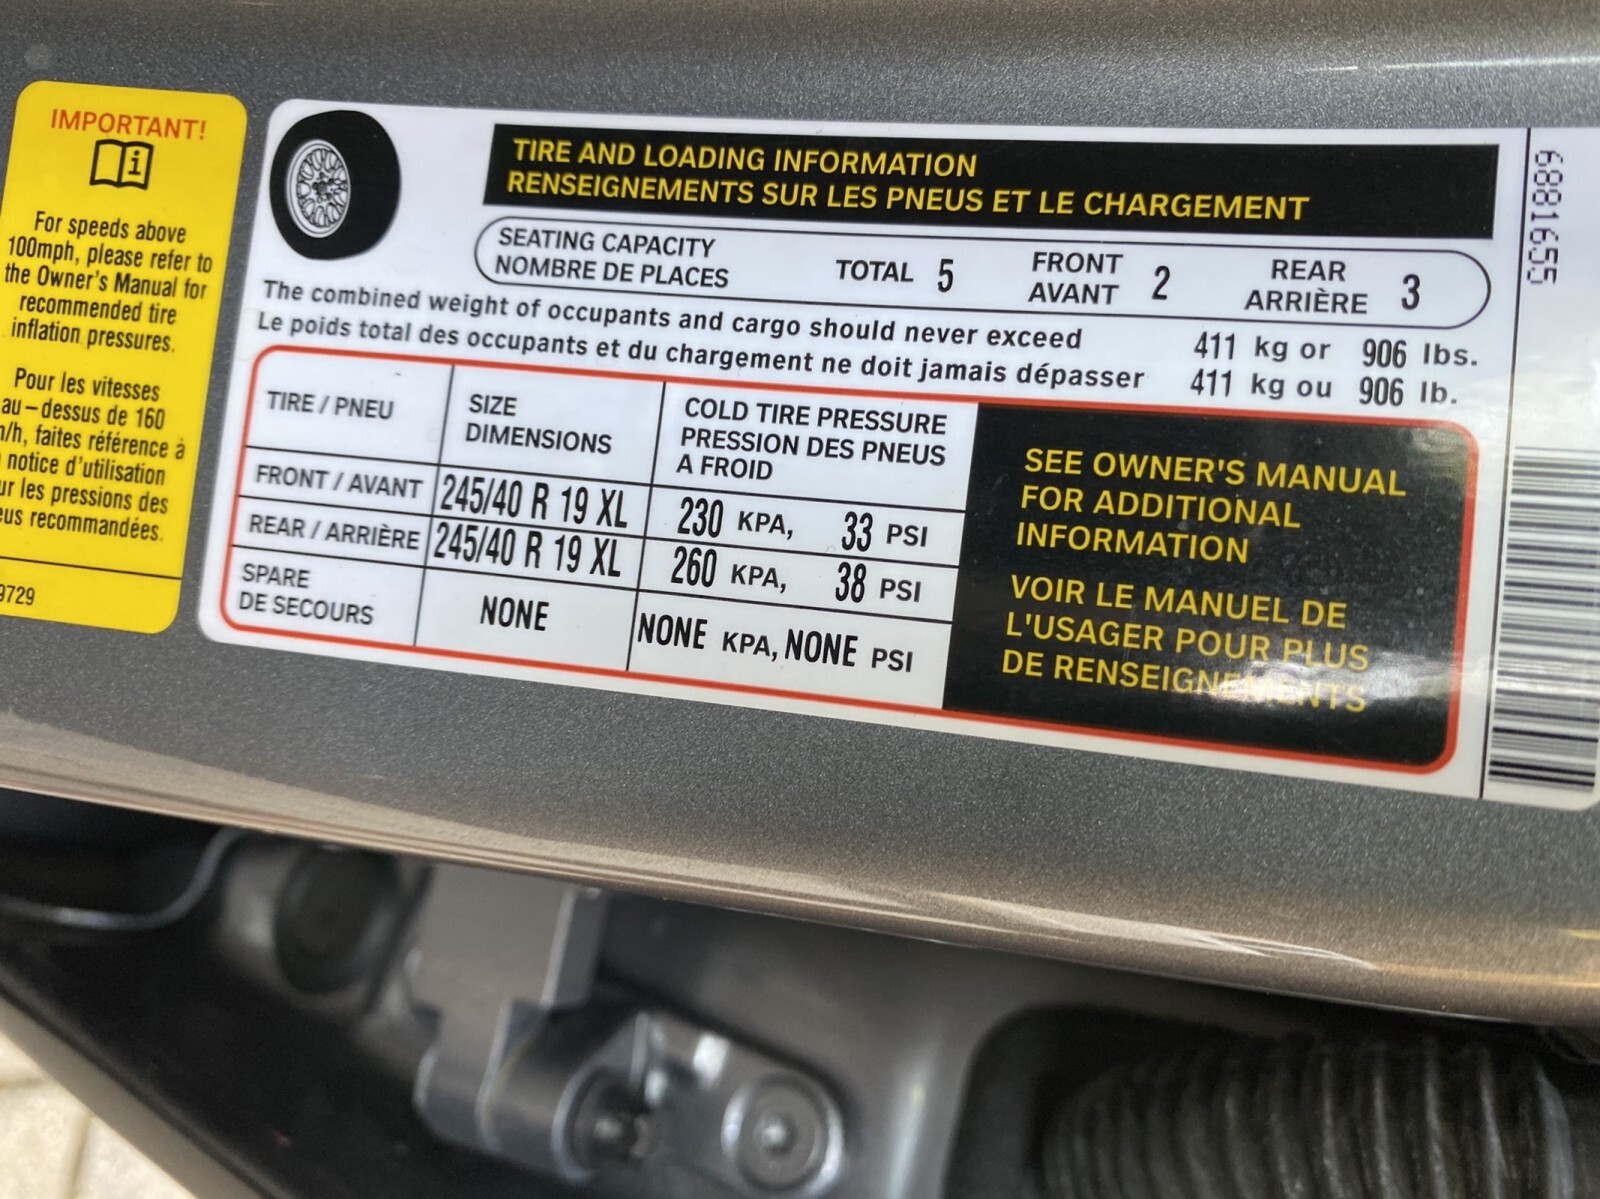 IMPORTANT!
For speeds above
100mph, please refer to
the Owner's Manual for
recommended tire
inflation pressures.
Pour les vitesses
au-dessus de 160
faites référence à
notice d'utilisation
les pressions des
recommandées.
9729
TIRE AND LOADING INFORMATION
RENSEIGNEMENTS SUR LES PNEUS ET LE CHARGEMENT
SEATING CAPACITY
NOMBRE DE PLACES
TOTAL 5
FRONT
AVANT 2
REAR
ARRIÈRE 3
The combined weight of occupants and cargo should never exceed 411 kg or 906 lbs.
Le poids total des occupants et du chargement ne doit jamais dépasser 411 kg ou 906 lb.
TIRE / PNEU
SIZE
DIMENSIONS
COLD TIRE PRESSURE
PRESSION DES PNEUS
A FROID
FRONT / AVANT 245/40 R 19 XL 230 KPA, 33 PSI
REAR / ARRIÈRE 245/40 R 19 XL 260 KPA, 38 PSI
SPARE
DE SECOURS
NONE NONE KPA, NONE PSI
SEE OWNER'S MANUAL
FOR ADDITIONAL
INFORMATION
VOIR LE MANUEL DE
L'USAGER POUR PLUS
DE RENSEIGNEMENTS
6881655